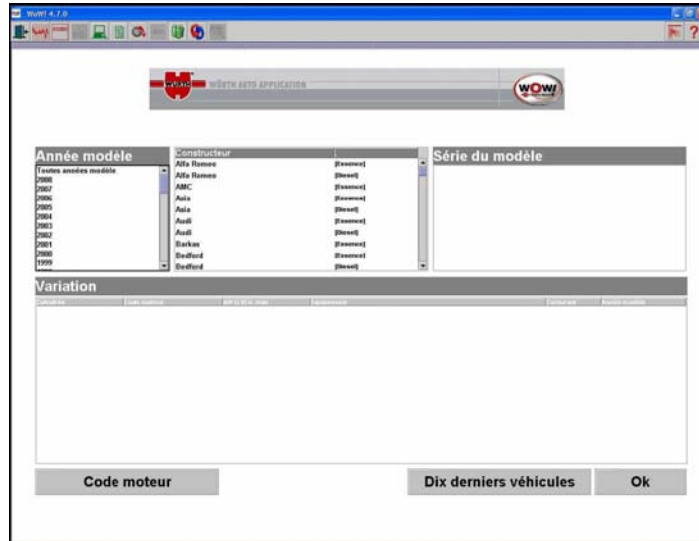 WoW! 4.7.0
WÜRTH
WÜRTH AUTO APPLICATION
WOW!
Année modèle
Toutes années modèle
2008
2007
2006
2005
2004
2003
2002
2001
2000
1999
Constructeur
Alfa Romeo [Essence]
Alfa Romeo [Diesel]
AMC [Essence]
Asia [Essence]
Asia [Diesel]
Audi [Essence]
Audi [Diesel]
Barkas [Essence]
Bedford [Essence]
Bedford [Diesel]
Série du modèle
Variation
Code moteur
Dix derniers véhicules
Ok